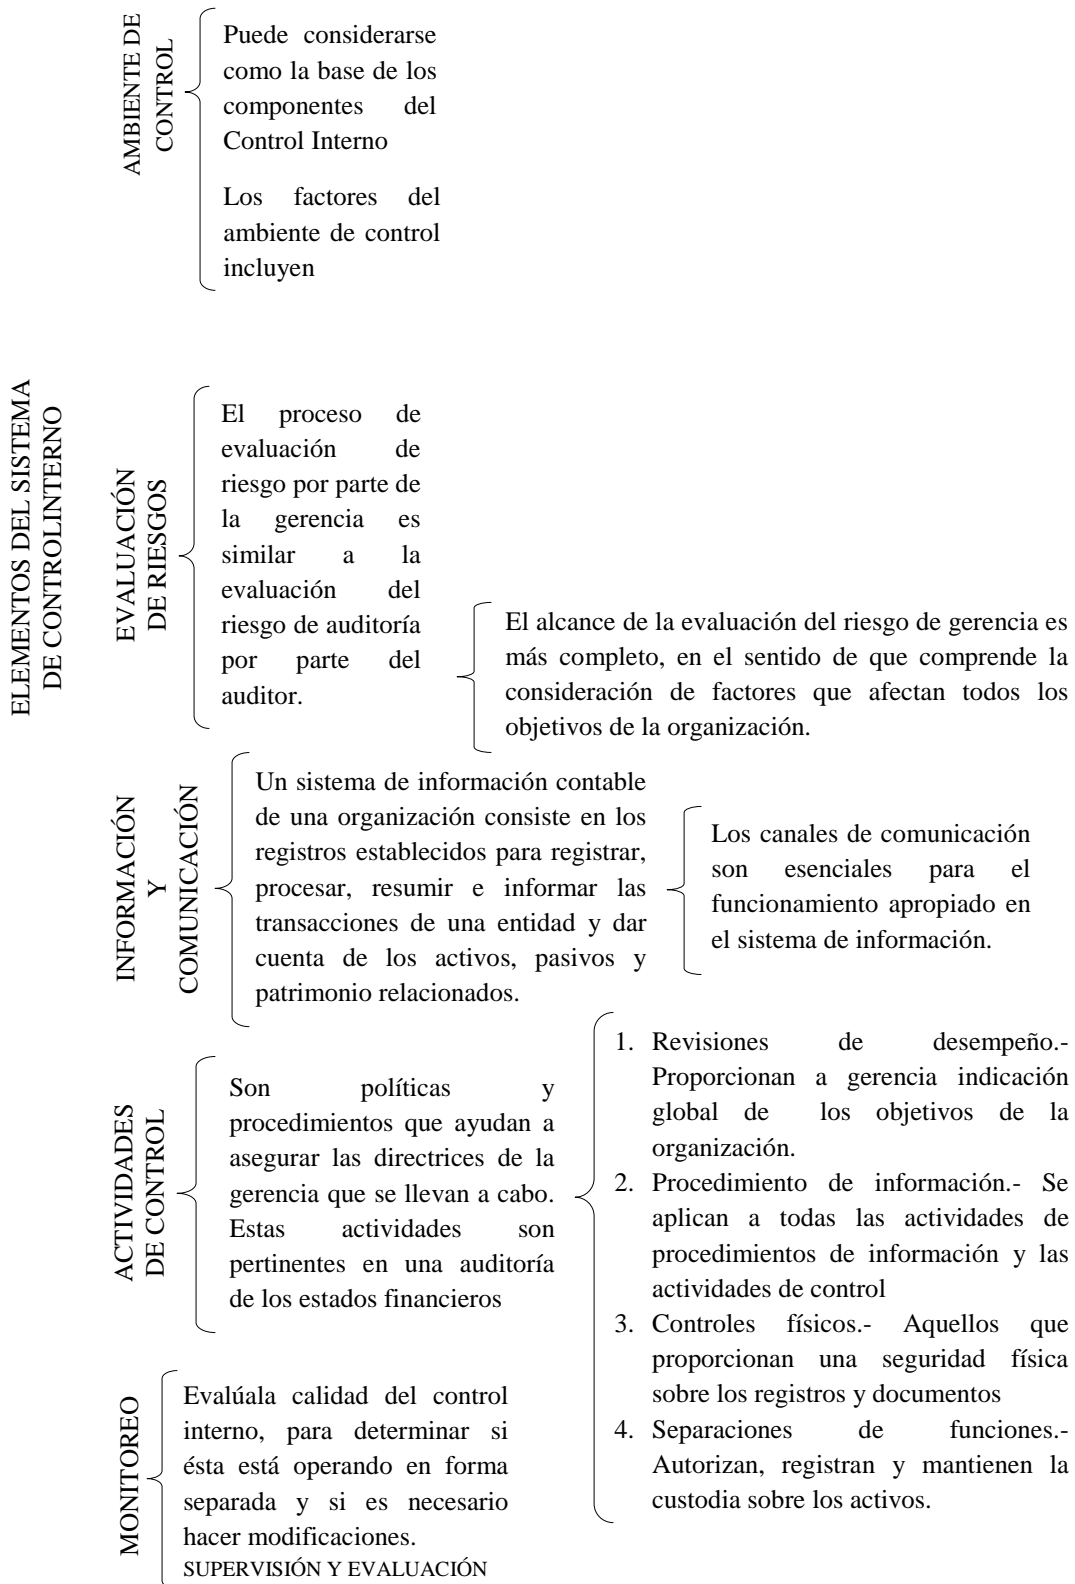 ELEMENTOS DEL SISTEMA
DE CONTROLINTERNO
AMBIENTE DE
CONTROL
Puede considerarse
como la base de los
componentes del
Control Interno
Los factores del
ambiente de control
incluyen
EVALUACIÓN
DE RIESGOS
El proceso de
evaluación de
riesgo por parte de
la gerencia es
similar a la
evaluación del
riesgo de auditoría
por parte del
auditor.
El alcance de la evaluación del riesgo de gerencia es
más completo, en el sentido de que comprende la
consideración de factores que afectan todos los
objetivos de la organización.
INFORMACIÓN
Y
COMUNICACIÓN
Un sistema de información contable
de una organización consiste en los
registros establecidos para registrar,
procesar, resumir e informar las
transacciones de una entidad y dar
cuenta de los activos, pasivos y
patrimonio relacionados.
Los canales de comunicación
son esenciales para el
funcionamiento apropiado en
el sistema de información.
ACTIVIDADES
DE CONTROL
Son políticas y
procedimientos que ayudan a
asegurar las directrices de la
gerencia que se llevan a cabo.
Estas actividades son
pertinentes en una auditoría
de los estados financieros
1. Revisiones de desempeño.-
Proporcionan a gerencia indicación
global de los objetivos de la
organización.
2. Procedimiento de información.- Se
aplican a todas las actividades de
procedimientos de información y las
actividades de control
3. Controles físicos.- Aquellos que
proporcionan una seguridad física
sobre los registros y documentos
4. Separaciones de funciones.-
Autorizan, registran y mantienen la
custodia sobre los activos.
MONITOREO
Evalúala calidad del control
interno, para determinar si
ésta está operando en forma
separada y si es necesario
hacer modificaciones.
SUPERVISIÓN Y EVALUACIÓN